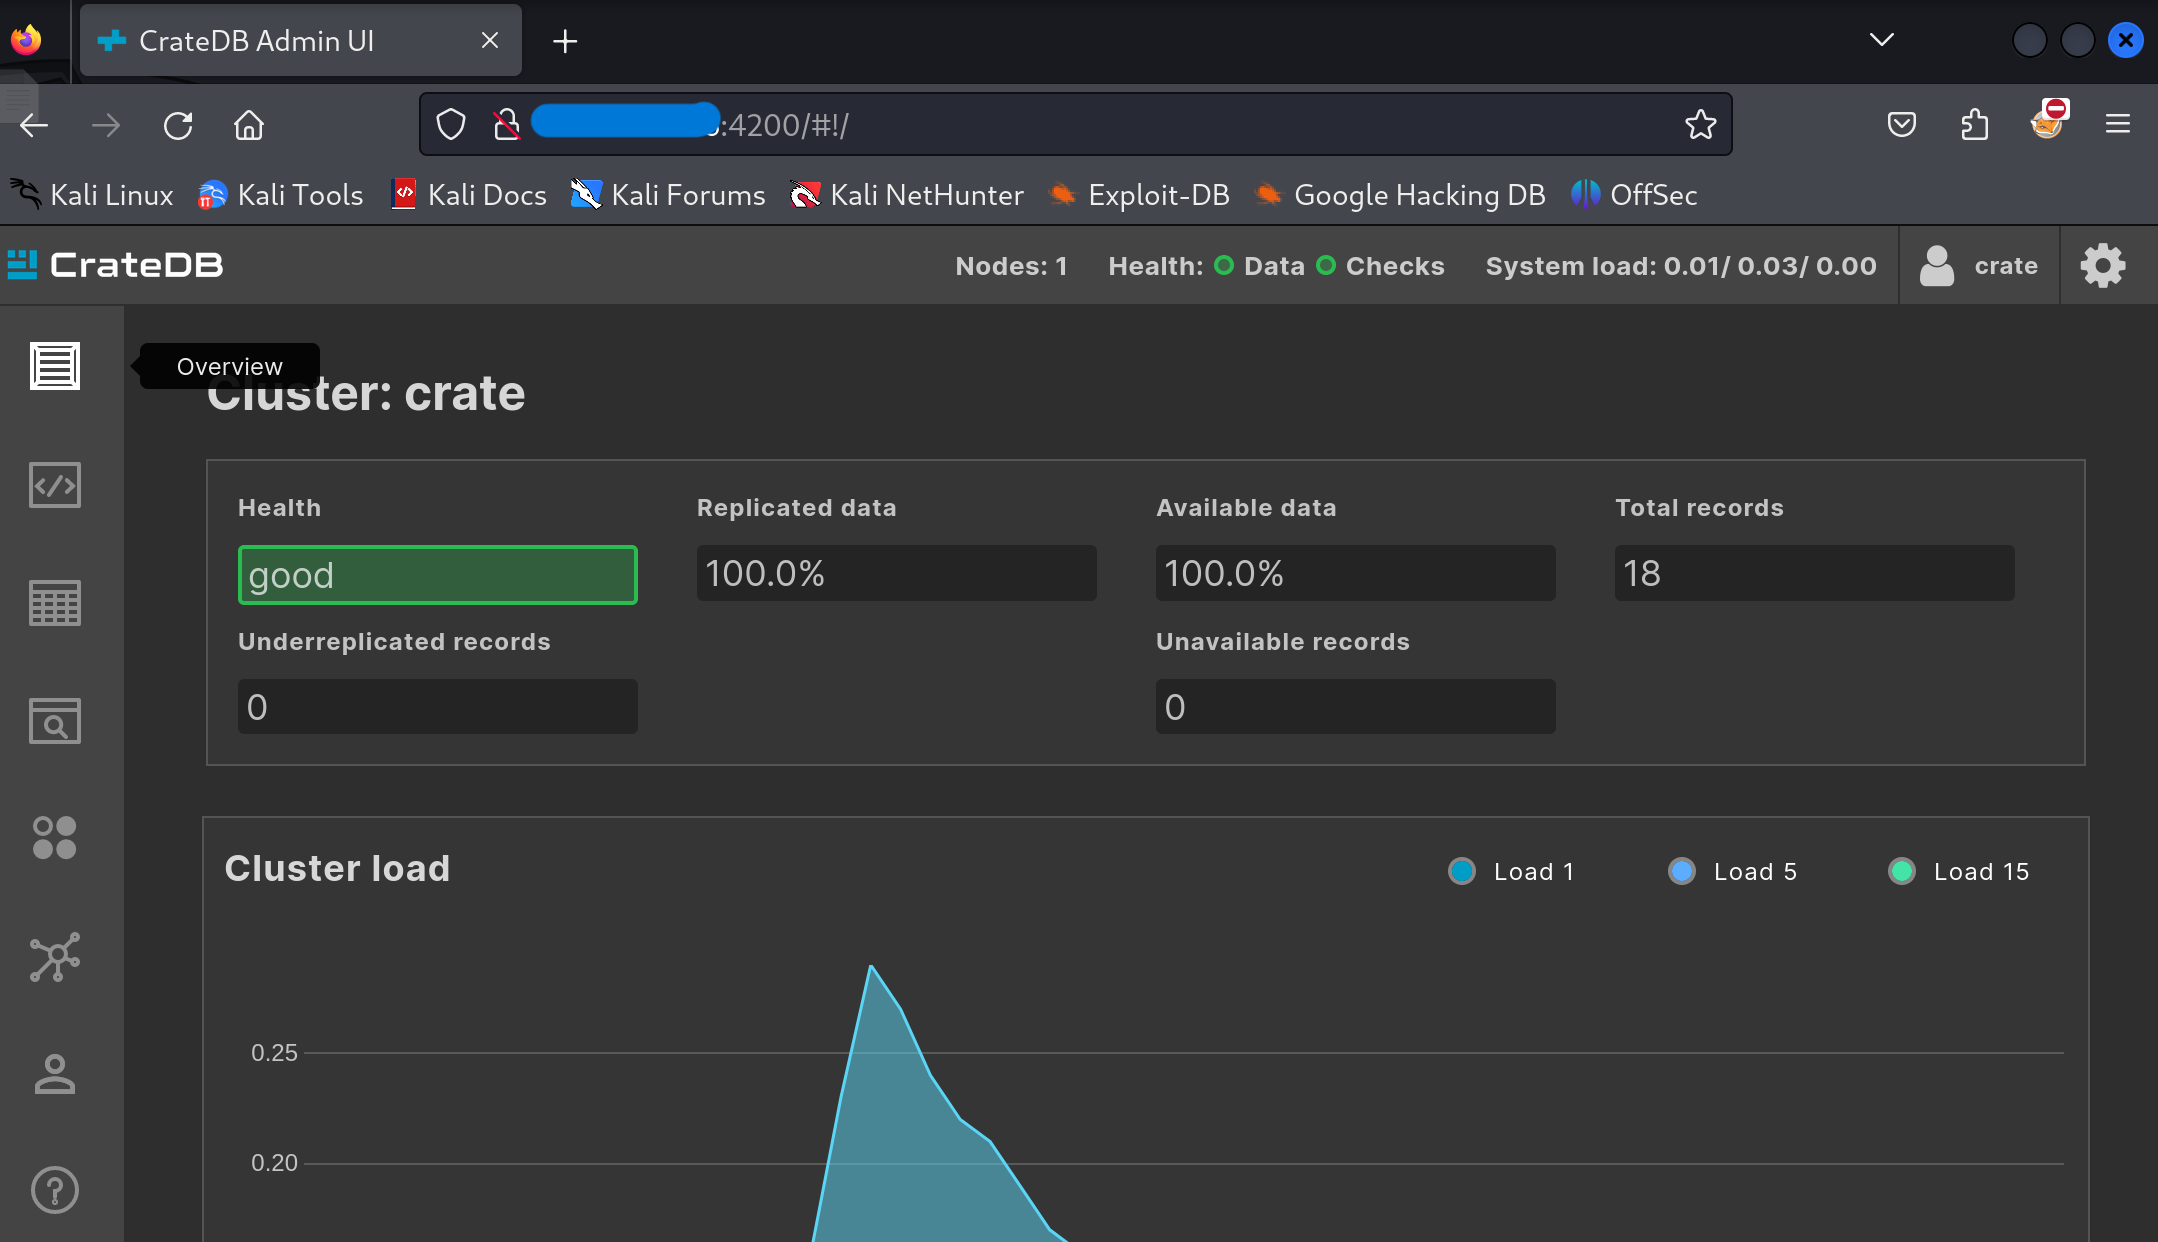 CrateDB Admin UI
:4200/#!/
Kali Linux Kali Tools Kali Docs Kali Forums Kali NetHunter Exploit-DB Google Hacking DB OffSec
CrateDB Nodes: 1 Health: Data Checks System load: 0.01/ 0.03/ 0.00 crate
Overview
Cluster: crate
Health Replicated data Available data Total records
good 100.0% 100.0% 18
Underreplicated records Unavailable records
0 0
Cluster load Load 1 Load 5 Load 15
0.25
0.20